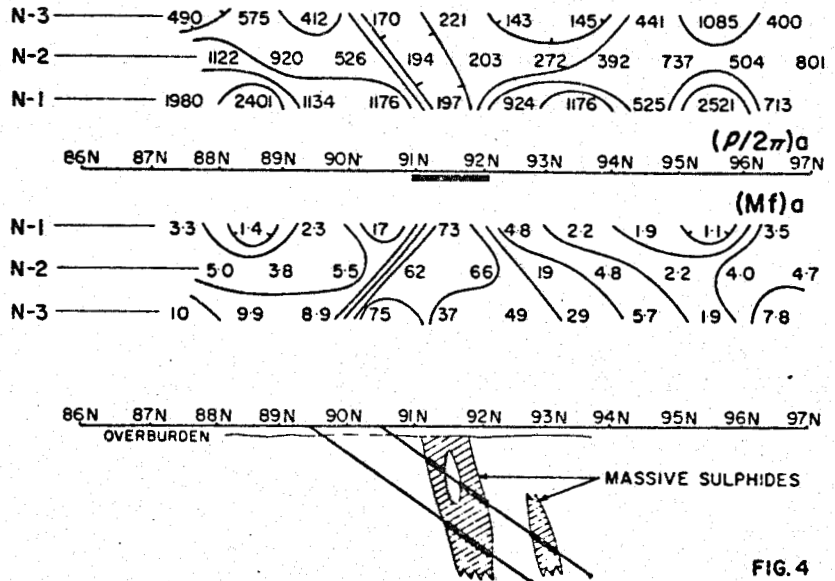 N-3 490 575 412 170 221 143 145 441 1085 400
N-2 1122 920 526 194 203 272 392 737 504 801
N-1 1980 2401 1134 1176 197 924 1176 525 2521 713
(ρ/2π)a
86N 87N 88N 89N 90N 91N 92N 93N 94N 95N 96N 97N
(Mf)a
N-1 3.3 1.4 2.3 17 73 4.8 2.2 1.9 1.1 3.5
N-2 5.0 3.8 5.5 62 66 19 4.8 2.2 4.0 4.7
N-3 10 9.9 8.9 75 37 49 29 5.7 1.9 7.8
86N 87N 88N 89N 90N 91N 92N 93N 94N 95N 96N 97N
OVERBURDEN
MASSIVE SULPHIDES
FIG. 4